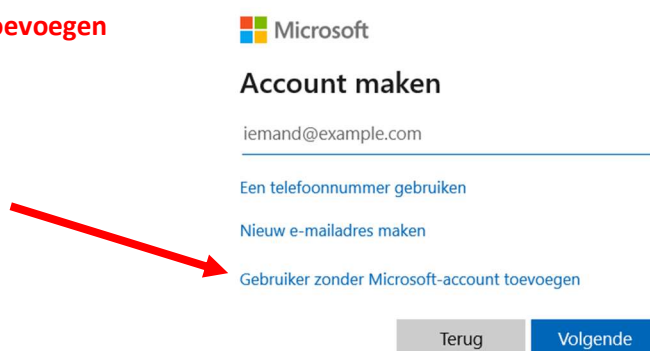 oevoegen
Microsoft
Account maken
iemand@example.com
Een telefoonnummer gebruiken
Nieuw e-mailadres maken
Gebruiker zonder Microsoft-account toevoegen
Terug
Volgende